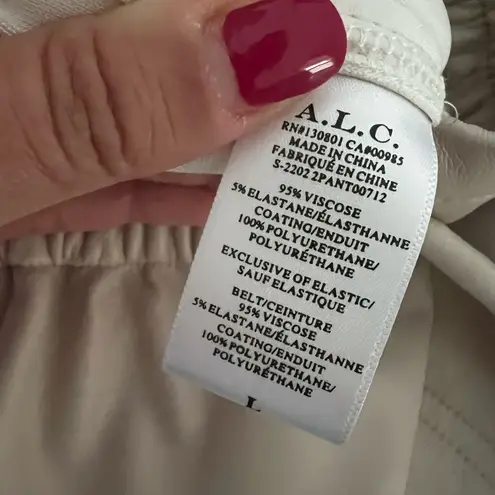 A.L.C.
RN#130801 CA#00985
MADE IN CHINA
FABRIQUÉ EN CHINE
S-2202 2PANT00712
95% VISCOSE
5% ELASTANE/ÉLASTHANNE
COATING/ENDUIT
100% POLYURETHANE/
POLYURÉTHANE
EXCLUSIVE OF ELASTIC/
SAUF ELASTIQUE
BELT/CEINTURE
95% VISCOSE
5% ELASTANE/ÉLASTHANNE
COATING/ENDUIT
100% POLYURETHANE/
POLYURÉTHANE
L